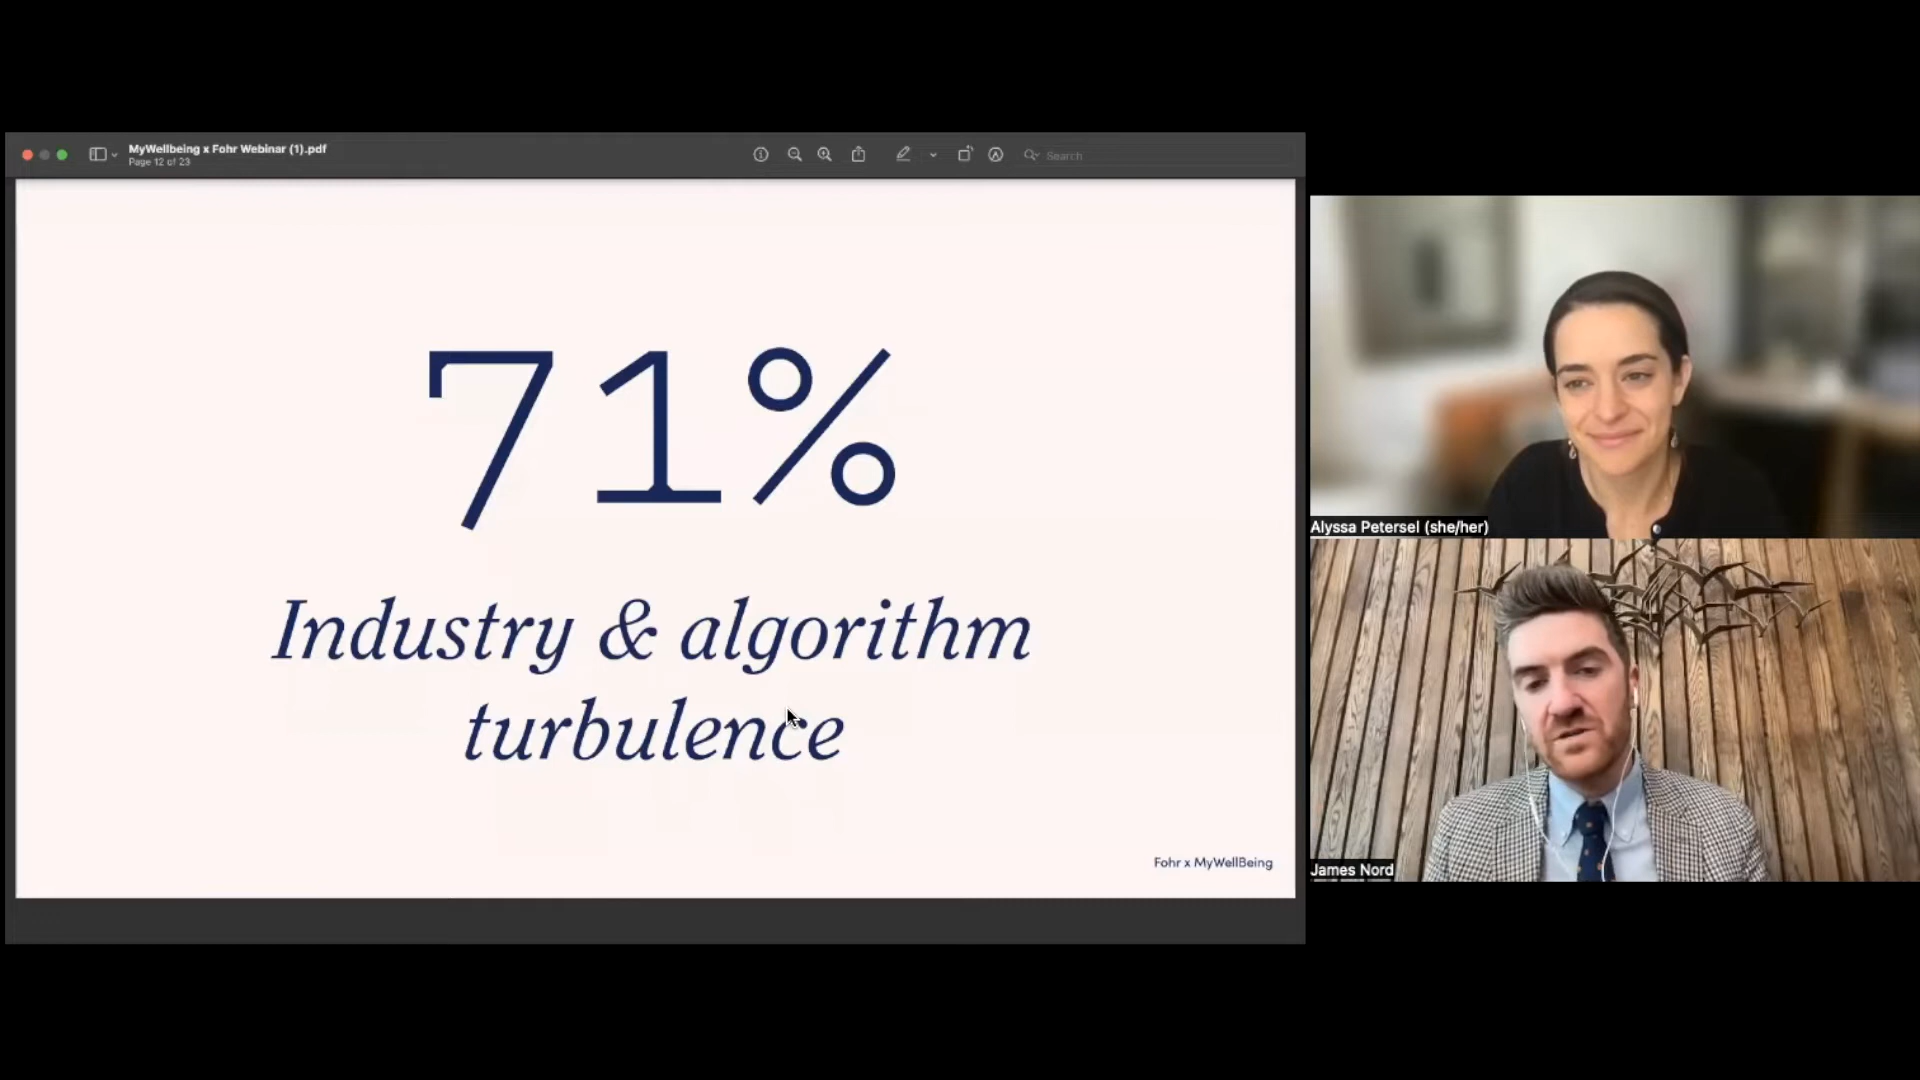 MyWellbeing x Fohr Webinar (1).pdf
Page 12 of 23
Search
71%
Industry & algorithm
turbulence
Fohr x MyWellBeing
Alyssa Petersel (she/her)
James Nord